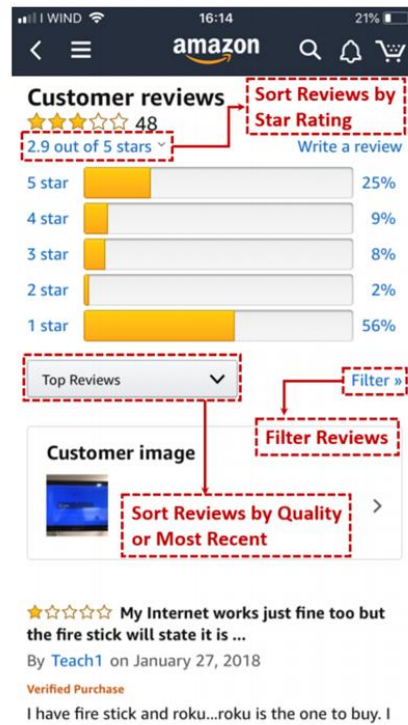 I WIND 16:14 21%
amazon
Customer reviews
48
2.9 out of 5 stars
Sort Reviews by
Star Rating
Write a review
5 star 25%
4 star 9%
3 star 8%
2 star 2%
1 star 56%
Top Reviews
Filter »
Filter Reviews
Customer image
Sort Reviews by Quality
or Most Recent
My Internet works just fine too but
the fire stick will state it is ...
By Teach1 on January 27, 2018
Verified Purchase
I have fire stick and roku...roku is the one to buy. I